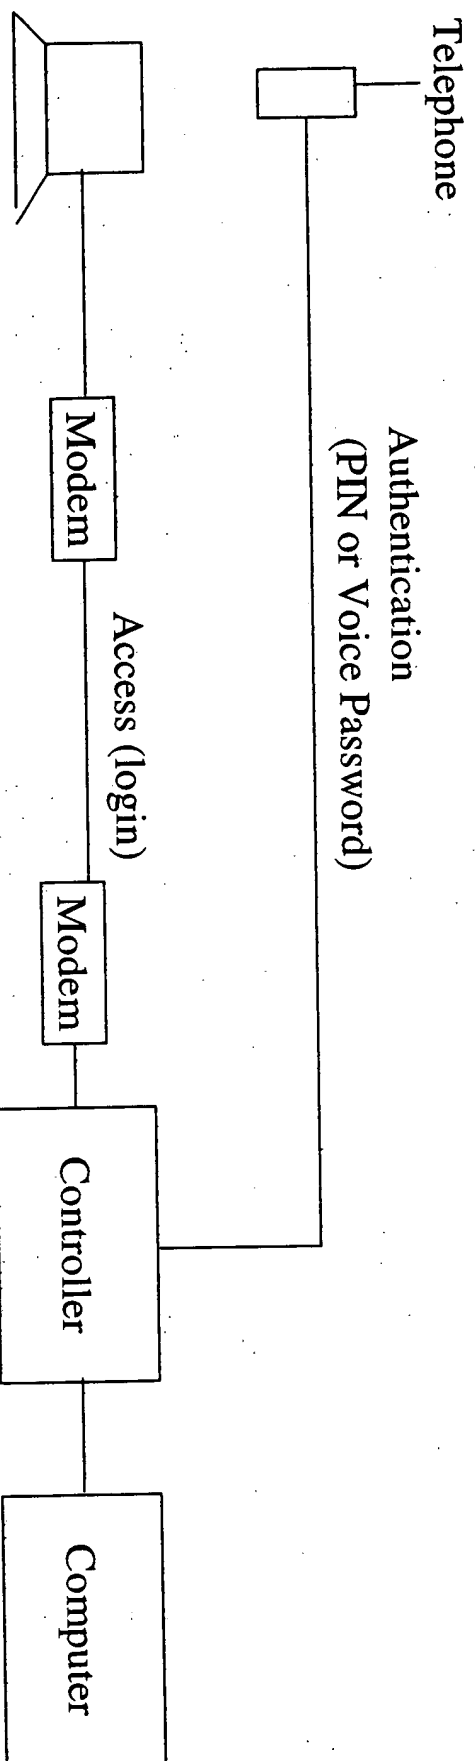 Telephone
Authentication
(PIN or Voice Password)
Access (login)
Modem
Modem
Controller
Computer